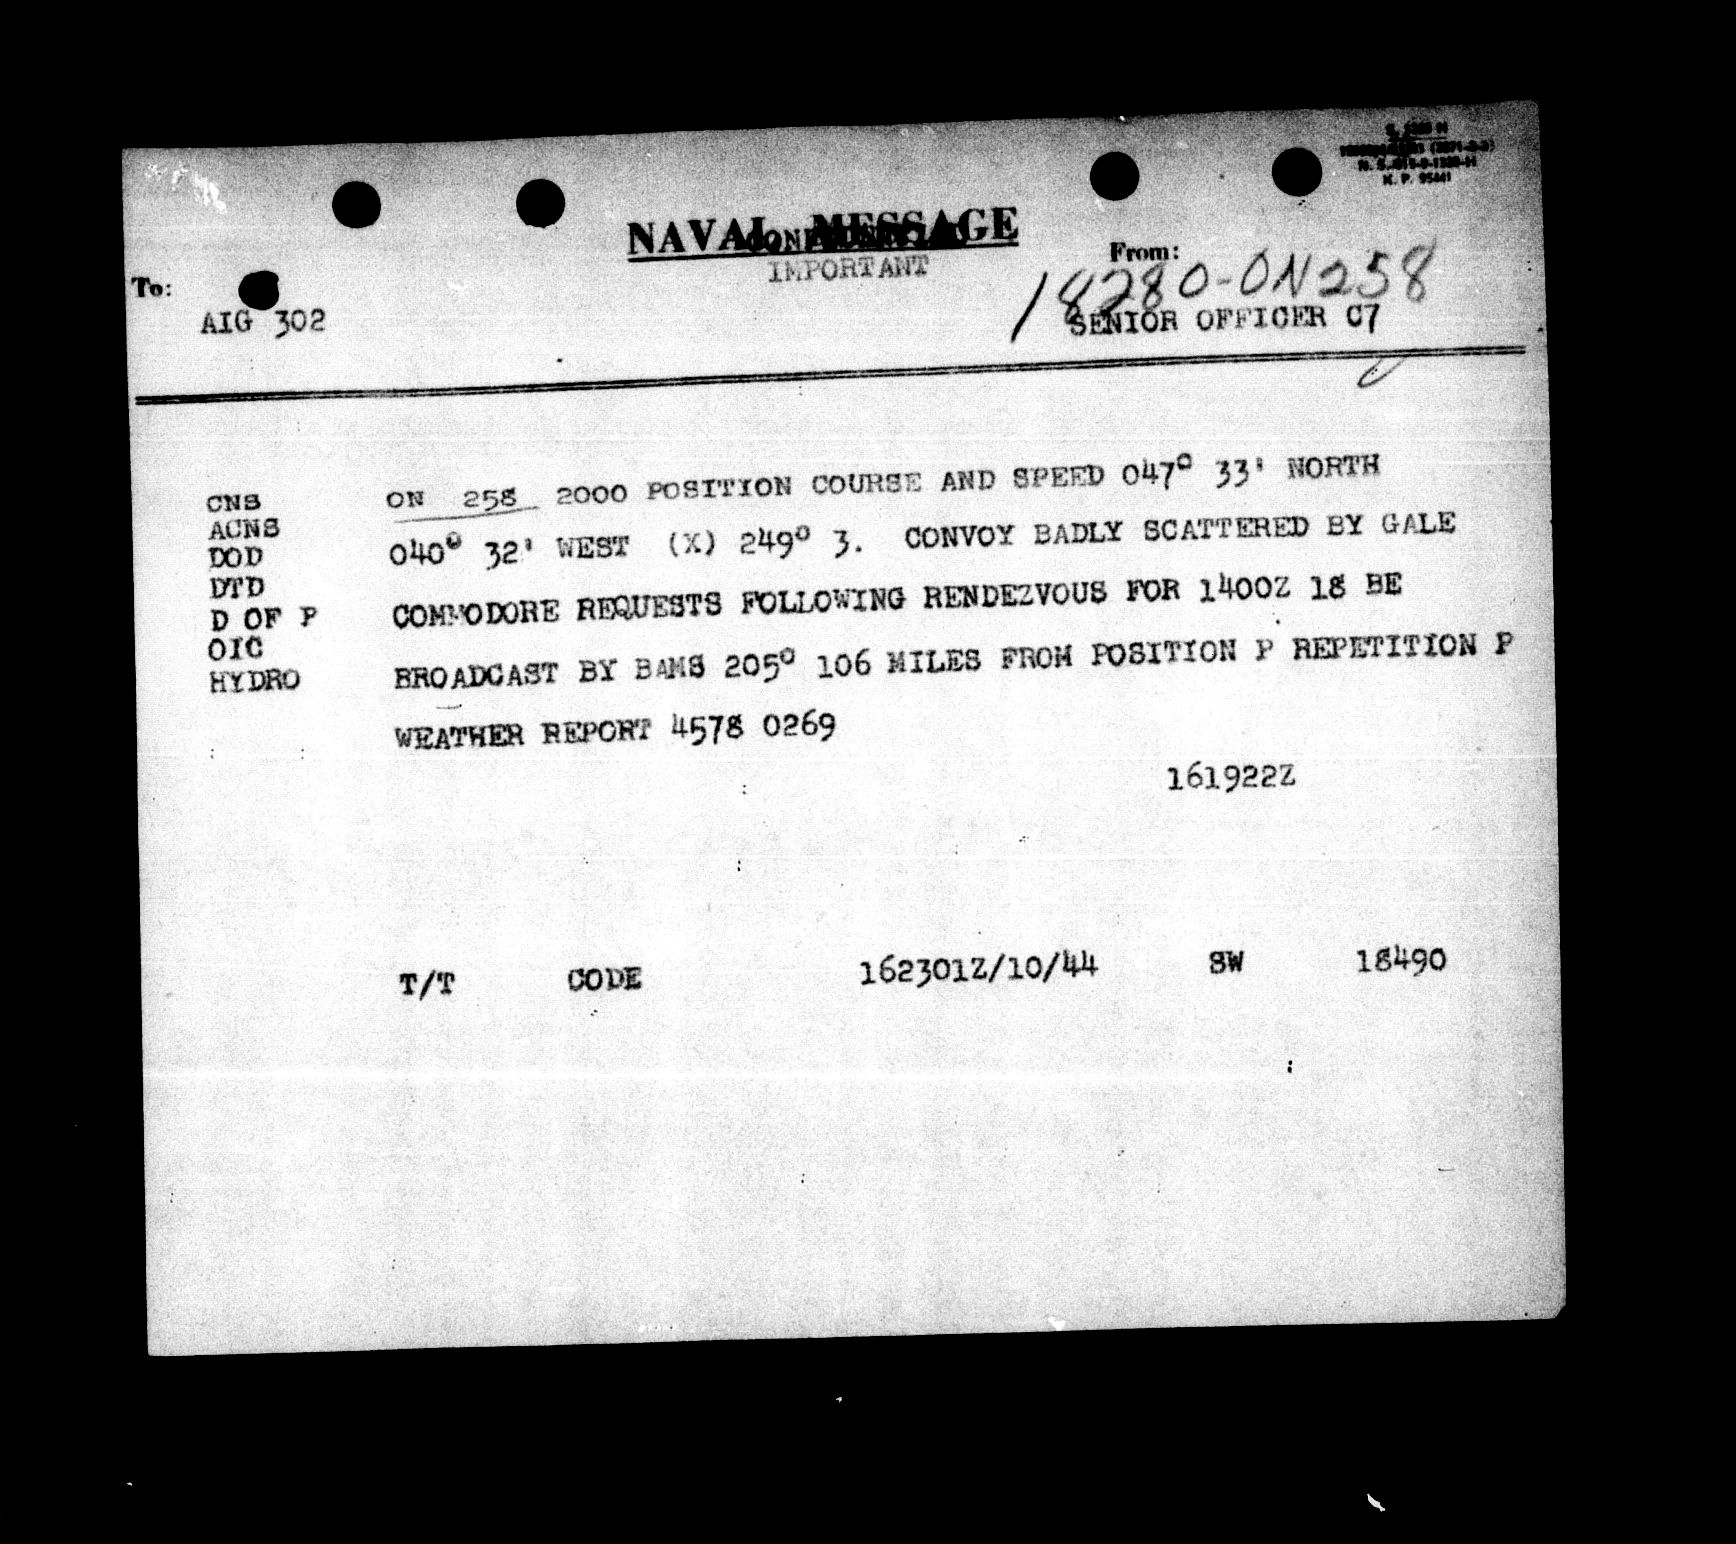 NAVAL MESSAGE
IMPORTANT
To:
From:
18280-ON258
AIG 302
SENIOR OFFICER C7
CNS
ACNS
DOD
DTD
D OF P
OIC
HYDRO
ON 258 2000 POSITION COURSE AND SPEED 047° 33' NORTH
040° 32' WEST (X) 249° 3. CONVOY BADLY SCATTERED BY GALE
COMMODORE REQUESTS FOLLOWING RENDEZVOUS FOR 1400Z 18 BE
BROADCAST BY BAMS 205° 106 MILES FROM POSITION P REPETITION P
WEATHER REPORT 4578 0269
161922Z
T/T CODE 162301Z/10/44 SW 18490